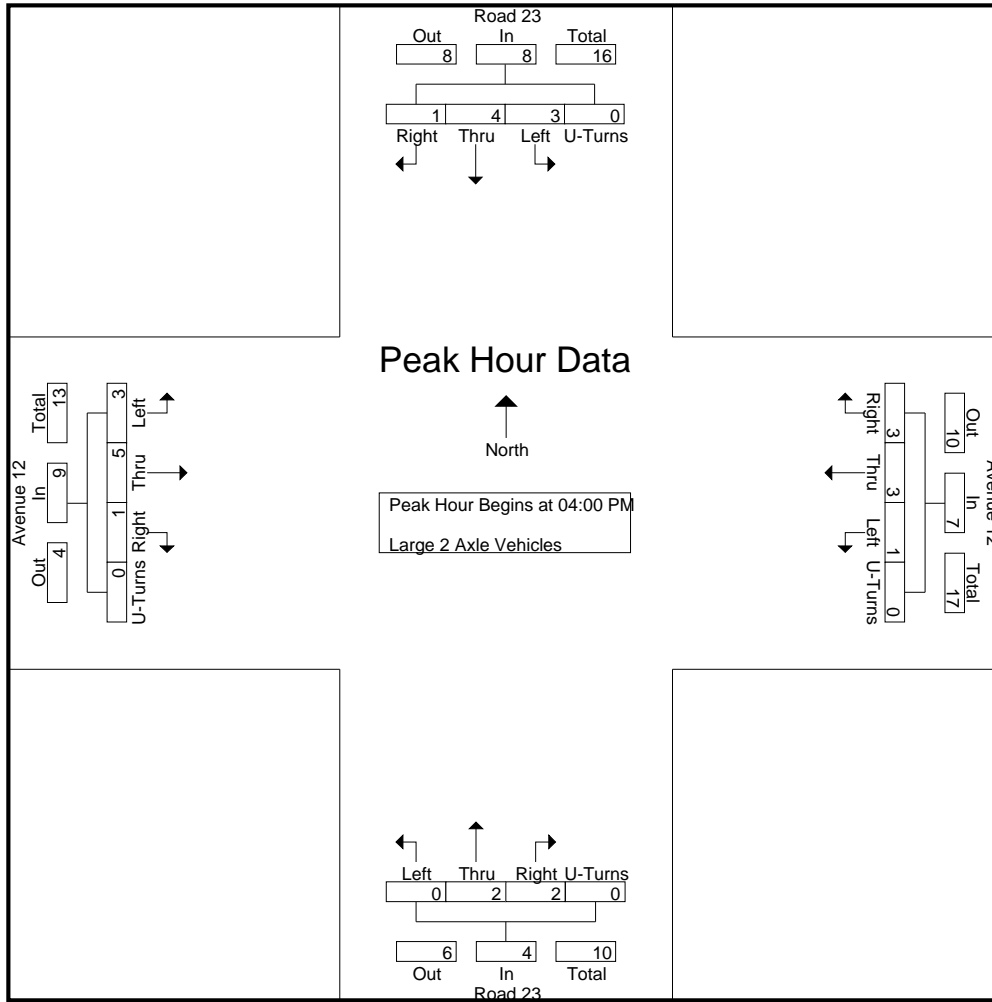 Road 23
Out In Total
8 8 16
1 4 3 0
Right Thru Left U-Turns
Peak Hour Data
North
Peak Hour Begins at 04:00 PM
Large 2 Axle Vehicles
Avenue 12
Total In Out
13 9 4
3 5 1 0
Left Thru Right U-Turns
Avenue 12
Out In Total
10 7 17
3 3 1 0
Right Thru Left U-Turns
Left Thru Right U-Turns
0 2 2 0
6 4 10
Out In Total
Road 23